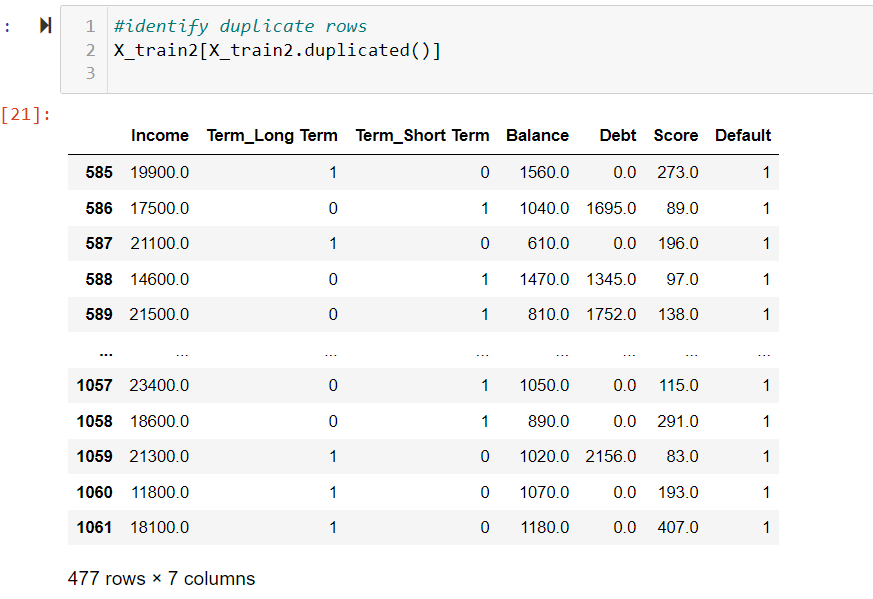 :
1 #identify duplicate rows
2 X_train2[X_train2.duplicated()]
3
[21]:
Income Term_Long Term Term_Short Term Balance Debt Score Default
585 19900.0 1 0 1560.0 0.0 273.0 1
586 17500.0 0 1 1040.0 1695.0 89.0 1
587 21100.0 1 0 610.0 0.0 196.0 1
588 14600.0 0 1 1470.0 1345.0 97.0 1
589 21500.0 0 1 810.0 1752.0 138.0 1
... ... ... ... ... ... ... ...
1057 23400.0 0 1 1050.0 0.0 115.0 1
1058 18600.0 0 1 890.0 0.0 291.0 1
1059 21300.0 1 0 1020.0 2156.0 83.0 1
1060 11800.0 1 0 1070.0 0.0 193.0 1
1061 18100.0 1 0 1180.0 0.0 407.0 1
477 rows × 7 columns